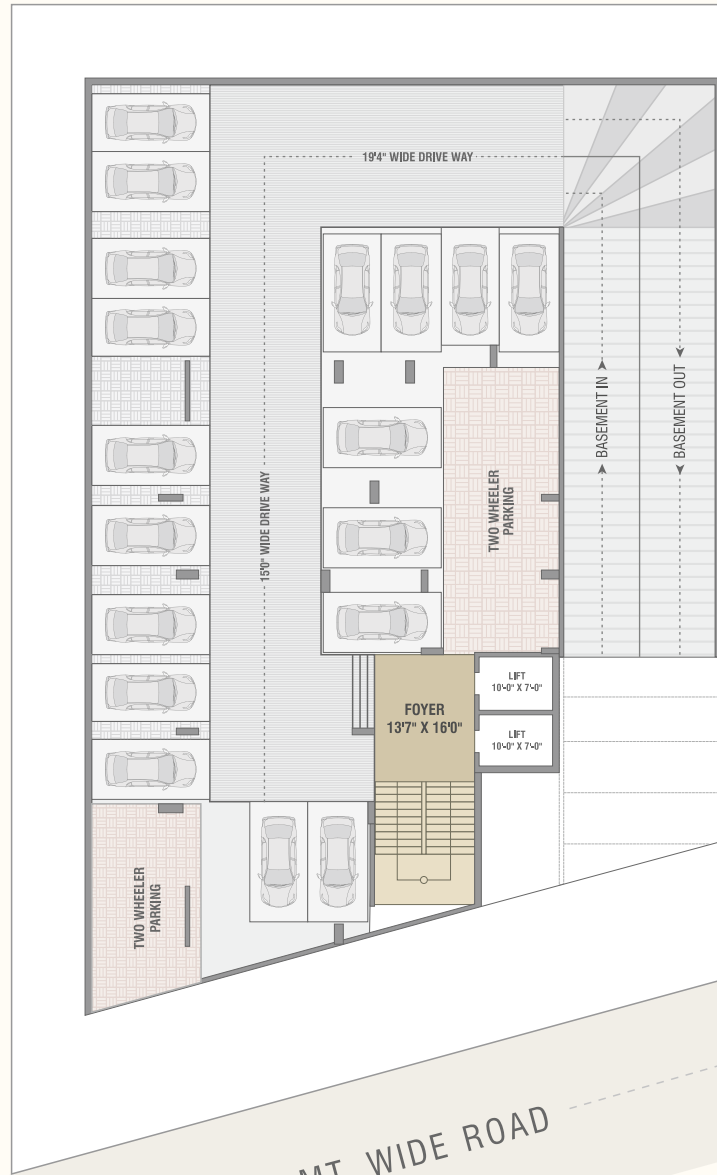 19'4" WIDE DRIVE WAY
BASEMENT IN
BASEMENT OUT
15'0" WIDE DRIVE WAY
TWO WHEELER
PARKING
FOYER
13'7" X 16'0"
LIFT
10'-0" X 7'-0"
LIFT
10'-0" X 7'-0"
TWO WHEELER
PARKING
MT. WIDE ROAD